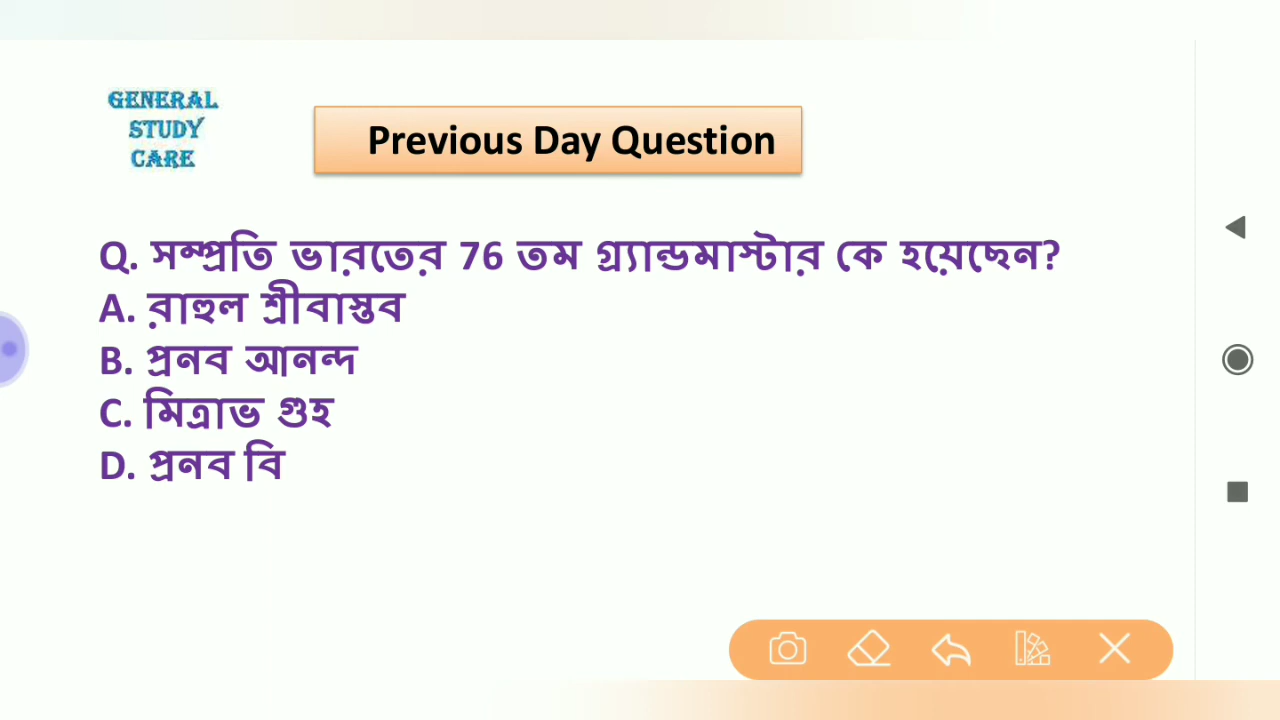 GENERAL
STUDY
CARE
Previous Day Question
Q. সম্প্রতি ভারতের 76 তম গ্র্যান্ডমাস্টার কে হয়েছেন?
A. রাহুল শ্রীবাস্তব
B. প্রনব আনন্দ
C. মিত্রাভ গুহ
D. প্রনব বি